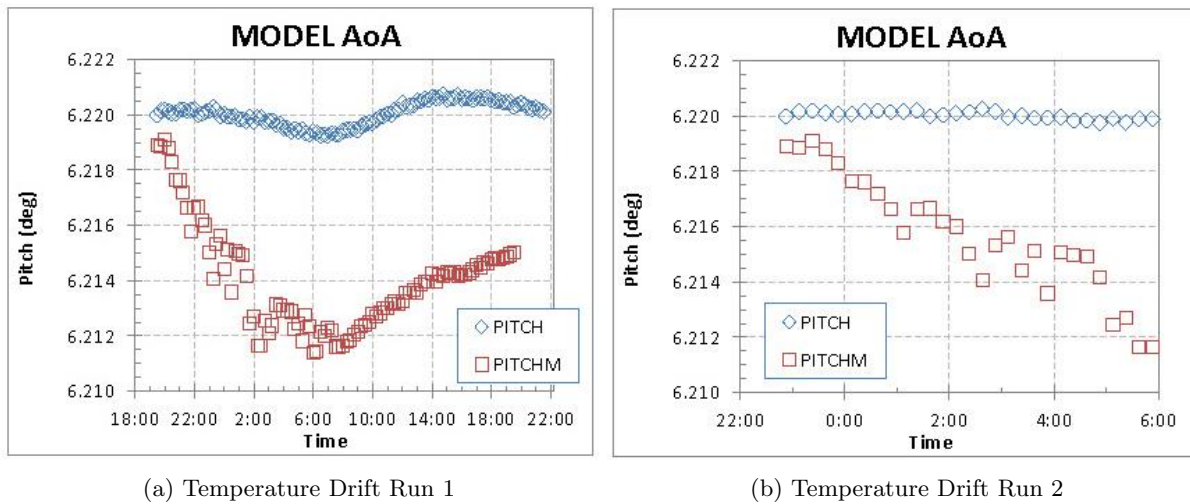 MODEL AoA
6.222
6.220
6.218
6.216
6.214
6.212
6.210
Pitch (deg)
PITCH
PITCHM
18:00 22:00 2:00 6:00 10:00 14:00 18:00 22:00
Time
(a) Temperature Drift Run 1
MODEL AoA
6.222
6.220
6.218
6.216
6.214
6.212
6.210
Pitch (deg)
PITCH
PITCHM
22:00 0:00 2:00 4:00 6:00
Time
(b) Temperature Drift Run 2